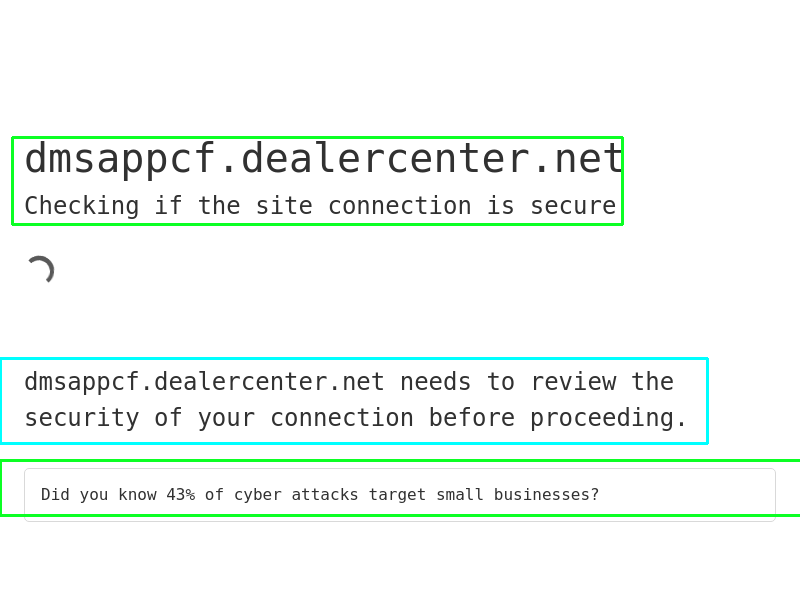 dmsappcf.dealercenter.net
Checking if the site connection is secure
dmsappcf.dealercenter.net needs to review the
security of your connection before proceeding.
Did you know 43% of cyber attacks target small businesses?